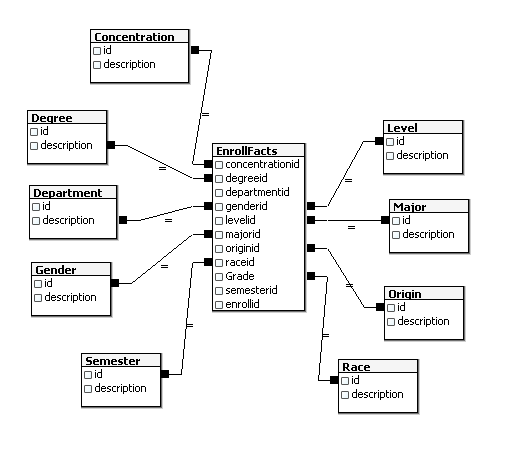 Concentration
id
description
Degree
id
description
Department
id
description
Gender
id
description
Semester
id
description
EnrollFacts
concentrationid
degreeid
departmentid
genderid
levelid
majorid
originid
raceid
Grade
semesterid
enrollid
Level
id
description
Major
id
description
Origin
id
description
Race
id
description
=
=
=
=
=
=
=
=
=